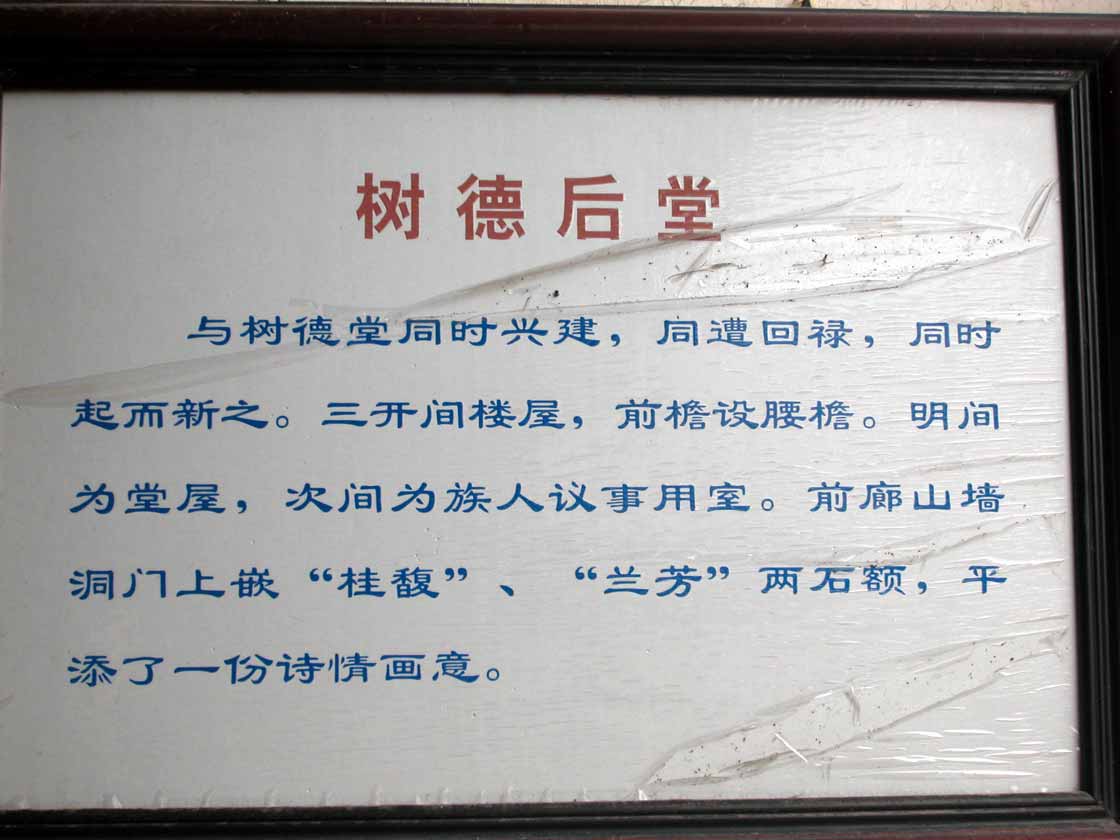 树德后堂
与树德堂同时兴建，同遭回禄，同时
起而新之。三开间楼屋，前檐设腰檐。明间
为堂屋，次间为族人议事用室。前廊山墙
洞门上嵌“桂馥”、“兰芳”两石额，平
添了一份诗情画意。